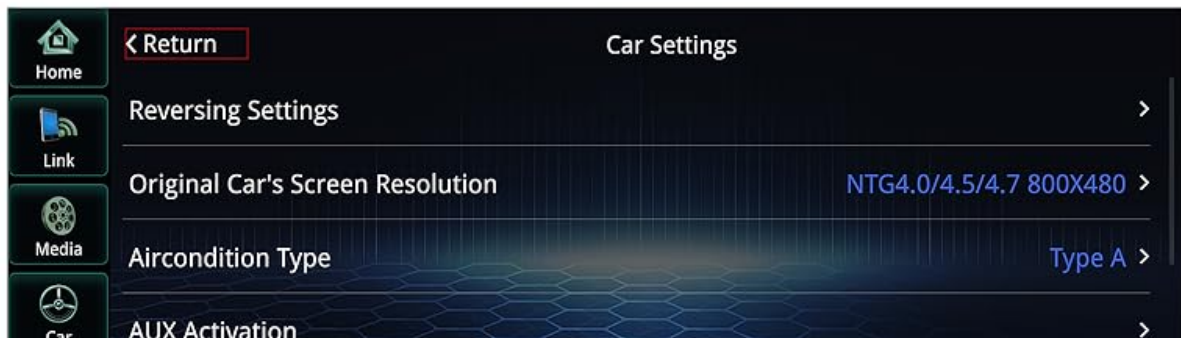 Home
Return
Car Settings
Reversing Settings
Link
Original Car's Screen Resolution
NTG4.0/4.5/4.7 800X480
Media
Aircondition Type
Type A
Car
AUX Activation